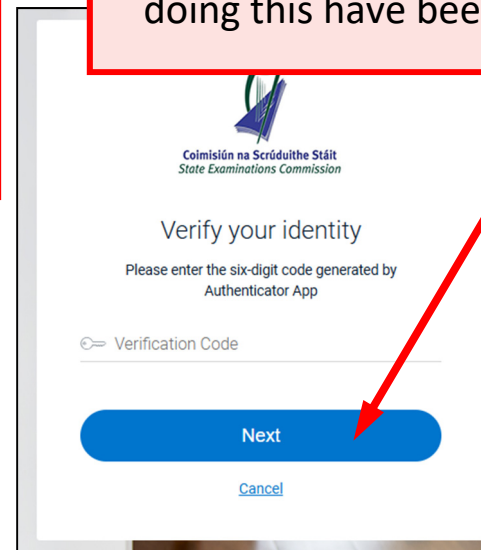 doing this have bee
Coimisiún na Scrúduithe Stáit
State Examinations Commission
Verify your identity
Please enter the six-digit code generated by
Authenticator App
Verification Code
Next
Cancel